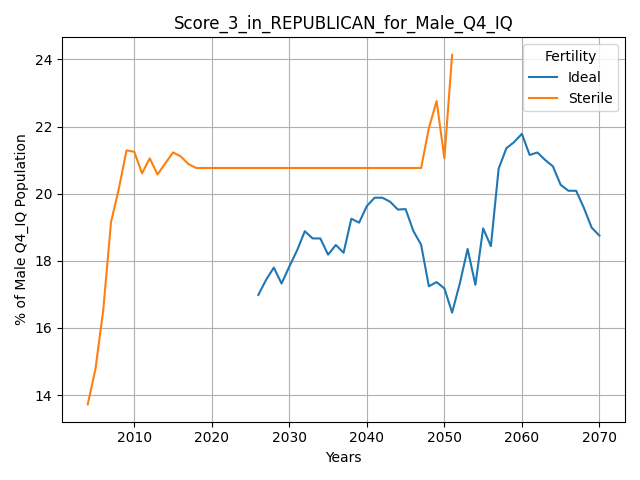 Score_3_in_REPUBLICAN_for_Male_Q4_IQ
% of Male Q4_IQ Population
24
22
20
18
16
14
Fertility
Ideal
Sterile
2010 2020 2030 2040 2050 2060 2070
Years